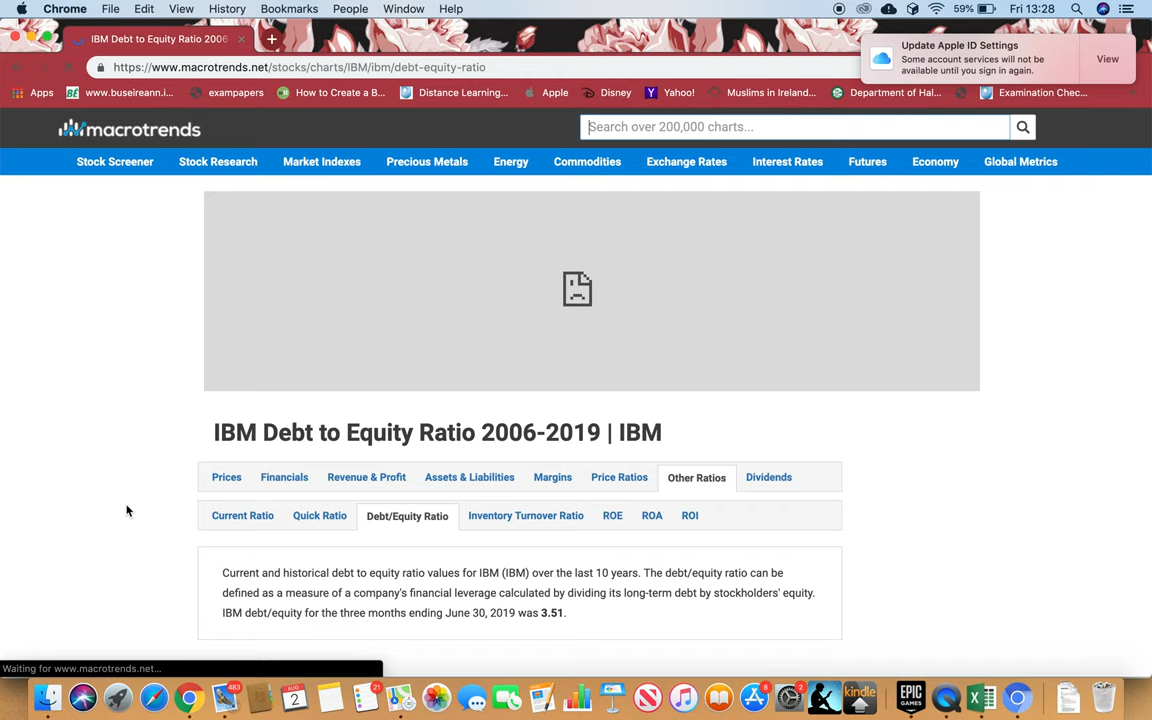 Chrome File Edit View History Bookmarks People Window Help 59% Fri 13:28
IBM Debt to Equity Ratio 2006
Update Apple ID Settings
Some account services will not be
available until you sign in again.
View
https://www.macrotrends.net/stocks/charts/IBM/ibm/debt-equity-ratio
Apps www.buseireann.i... exampapers How to Create a B... Distance Learning... Apple Disney Yahoo! Muslims in Ireland... Department of Hal... Examination Chec...
macrotrends
Search over 200,000 charts...
Stock Screener Stock Research Market Indexes Precious Metals Energy Commodities Exchange Rates Interest Rates Futures Economy Global Metrics
IBM Debt to Equity Ratio 2006-2019 | IBM
Prices Financials Revenue & Profit Assets & Liabilities Margins Price Ratios Other Ratios Dividends
Current Ratio Quick Ratio Debt/Equity Ratio Inventory Turnover Ratio ROE ROA ROI
Current and historical debt to equity ratio values for IBM (IBM) over the last 10 years. The debt/equity ratio can be
defined as a measure of a company's financial leverage calculated by dividing its long-term debt by stockholders' equity.
IBM debt/equity for the three months ending June 30, 2019 was 3.51.
Waiting for www.macrotrends.net...
483 AUG 2 21 8 2 kindle EPIC GAMES